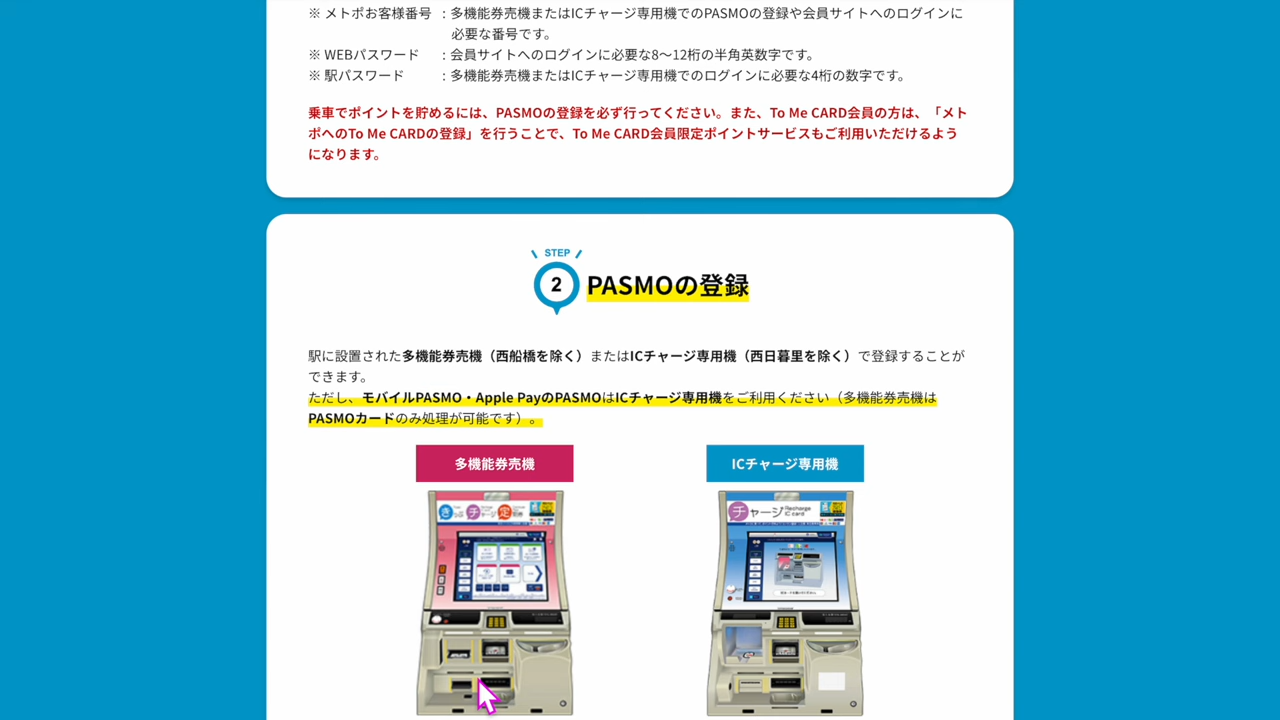 ※ メトポお客様番号 : 多機能券売機またはICチャージ専用機でのPASMOの登録や会員サイトへのログインに
必要な番号です。
※ WEBパスワード : 会員サイトへのログインに必要な8〜12桁の半角英数字です。
※ 駅パスワード : 多機能券売機またはICチャージ専用機でのログインに必要な4桁の数字です。
乗車でポイントを貯めるには、PASMOの登録を必ず行ってください。また、To Me CARD会員の方は、「メト
ポへのTo Me CARDの登録」を行うことで、To Me CARD会員限定ポイントサービスもご利用いただけるよう
になります。
STEP
2 PASMOの登録
駅に設置された多機能券売機（西船橋を除く）またはICチャージ専用機（西日暮里を除く）で登録することが
できます。
ただし、モバイルPASMO・Apple PayのPASMOはICチャージ専用機をご利用ください（多機能券売機は
PASMOカードのみ処理が可能です）。
多機能券売機 ICチャージ専用機
きっぷ チャージ 定期券
チャージ Recharge IC card